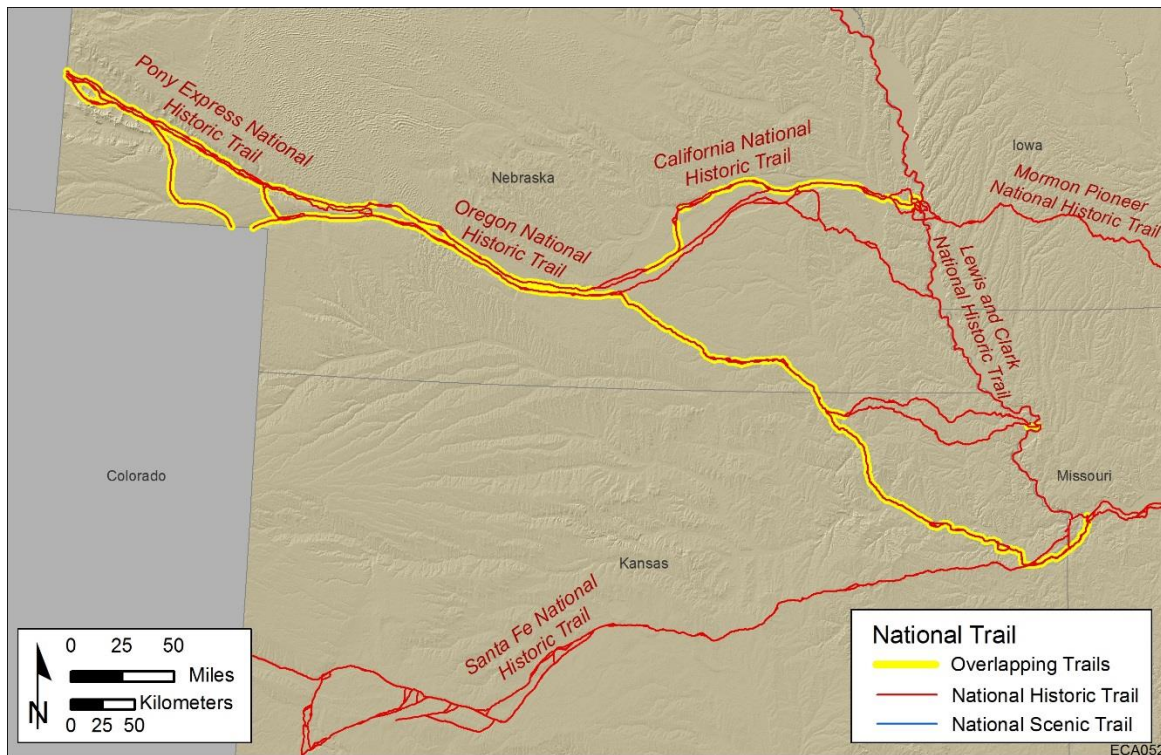 Pony Express National
Historic Trail
Nebraska
California National
Historic Trail
Iowa
Mormon Pioneer
National Historic Trail
Oregon National
Historic Trail
Lewis and Clark
National Historic Trail
Colorado
Missouri
Kansas
Santa Fe National
Historic Trail
0 25 50
Miles
Kilometers
0 25 50
N
National Trail
Overlapping Trails
National Historic Trail
National Scenic Trail